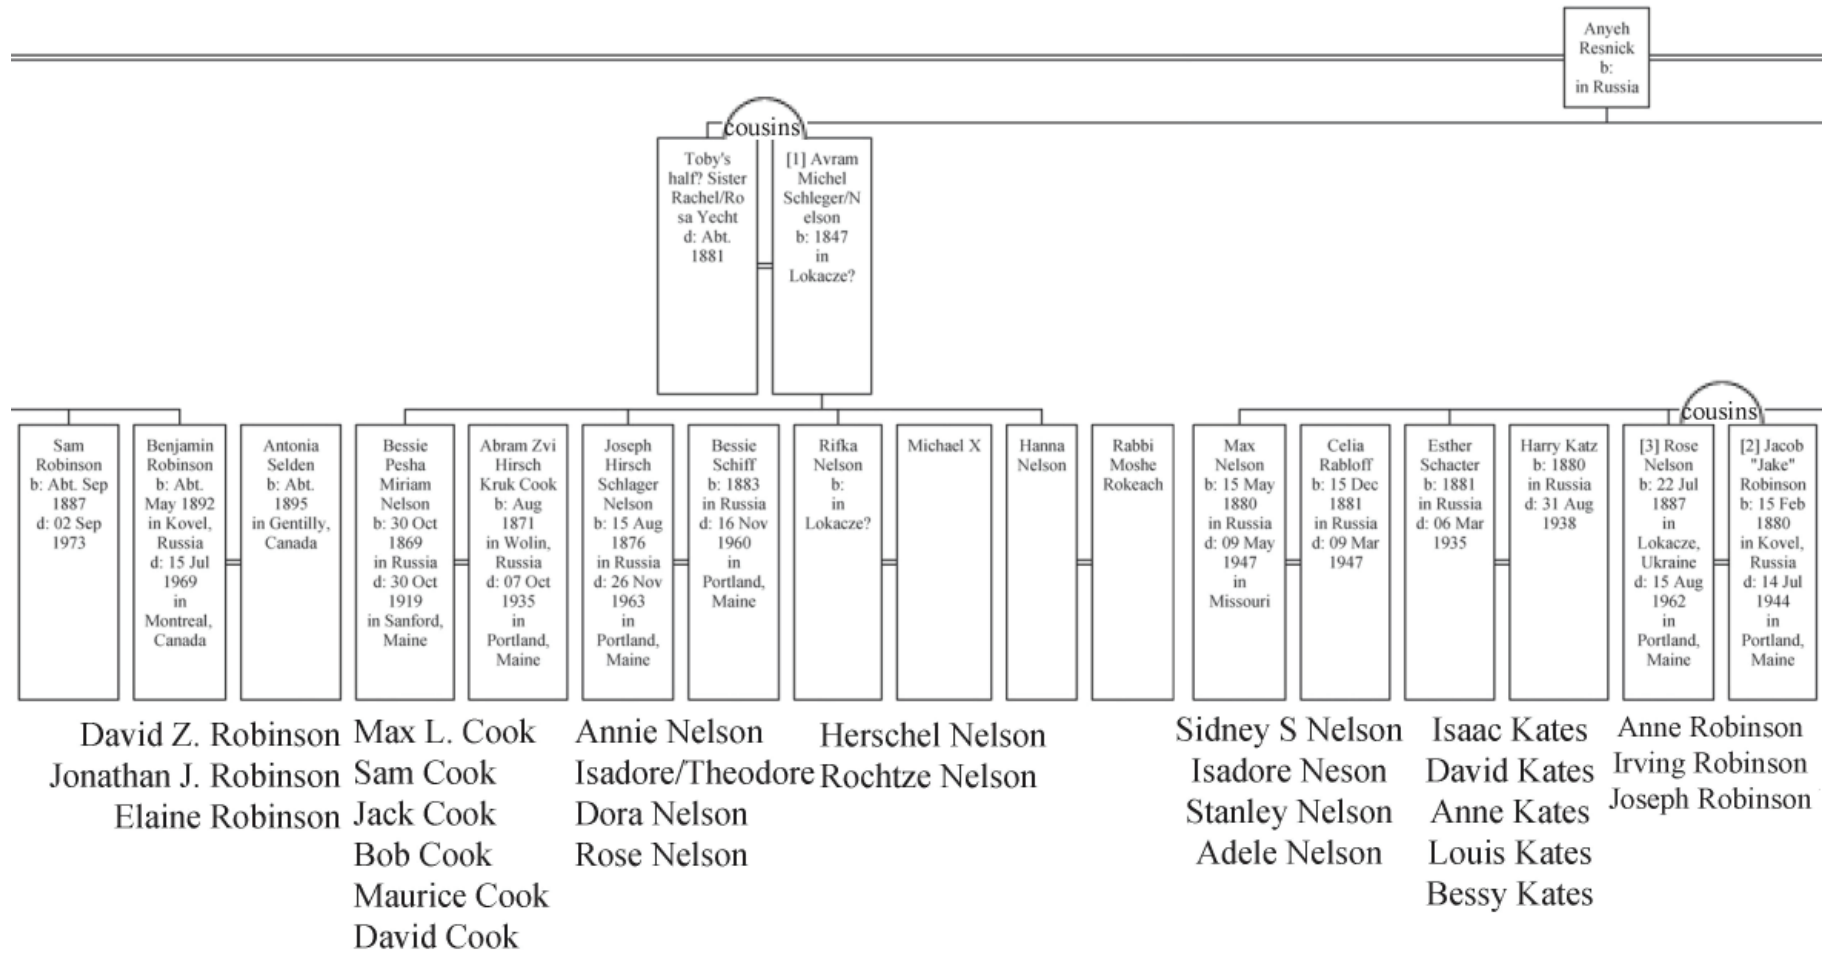 Anyeh
Resnick
b:
in Russia
cousins
Toby's
half? Sister
Rachel/Ro
sa Yecht
d: Abt.
1881
[1] Avram
Michel
Schleger/N
elson
b: 1847
in
Lokacze?
cousins
Sam
Robinson
b: Abt. Sep
1887
d: 02 Sep
1973
Benjamin
Robinson
b: Abt.
May 1892
in Kovel,
Russia
d: 15 Jul
1969
in
Montreal,
Canada
Antonia
Selden
b: Abt.
1895
in Gentilly,
Canada
Bessie
Pesha
Miriam
Nelson
b: 30 Oct
1869
in Russia
d: 30 Oct
1919
in Sanford,
Maine
Abram Zvi
Hirsch
Kruk Cook
b: Aug
1871
in Wolin,
Russia
d: 07 Oct
1935
in
Portland,
Maine
Joseph
Hirsch
Schlager
Nelson
b: 15 Aug
1876
in Russia
d: 26 Nov
1963
in
Portland,
Maine
Bessie
Schiff
b: 1883
in Russia
d: 16 Nov
1960
in
Portland,
Maine
Rifka
Nelson
b:
in
Lokacze?
Michael X
Hanna
Nelson
Rabbi
Moshe
Rokeach
Max
Nelson
b: 15 May
1880
in Russia
d: 09 May
1947
in
Missouri
Celia
Rabloff
b: 15 Dec
1881
in Russia
d: 09 Mar
1947
Esther
Schacter
b: 1881
in Russia
d: 06 Mar
1935
Harry Katz
b: 1880
in Russia
d: 31 Aug
1938
[3] Rose
Nelson
b: 22 Jul
1887
in
Lokacze,
Ukraine
d: 15 Aug
1962
in
Portland,
Maine
[2] Jacob
"Jake"
Robinson
b: 15 Feb
1880
in Kovel,
Russia
d: 14 Jul
1944
in
Portland,
Maine
David Z. Robinson
Jonathan J. Robinson
Elaine Robinson
Max L. Cook
Sam Cook
Jack Cook
Bob Cook
Maurice Cook
David Cook
Annie Nelson
Isadore/Theodore
Dora Nelson
Rose Nelson
Herschel Nelson
Rochtze Nelson
Sidney S Nelson
Isadore Neson
Stanley Nelson
Adele Nelson
Isaac Kates
David Kates
Anne Kates
Louis Kates
Bessy Kates
Anne Robinson
Irving Robinson
Joseph Robinson